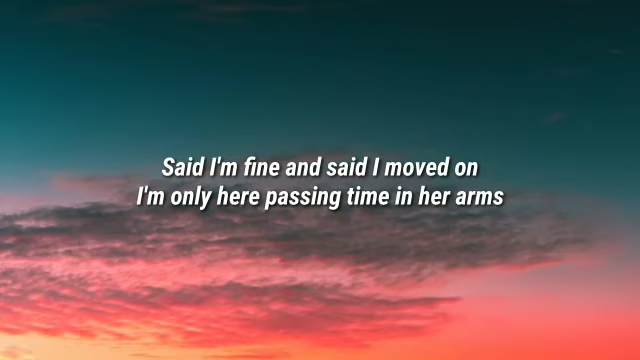 Said I'm fine and said I moved on
I'm only here passing time in her arms